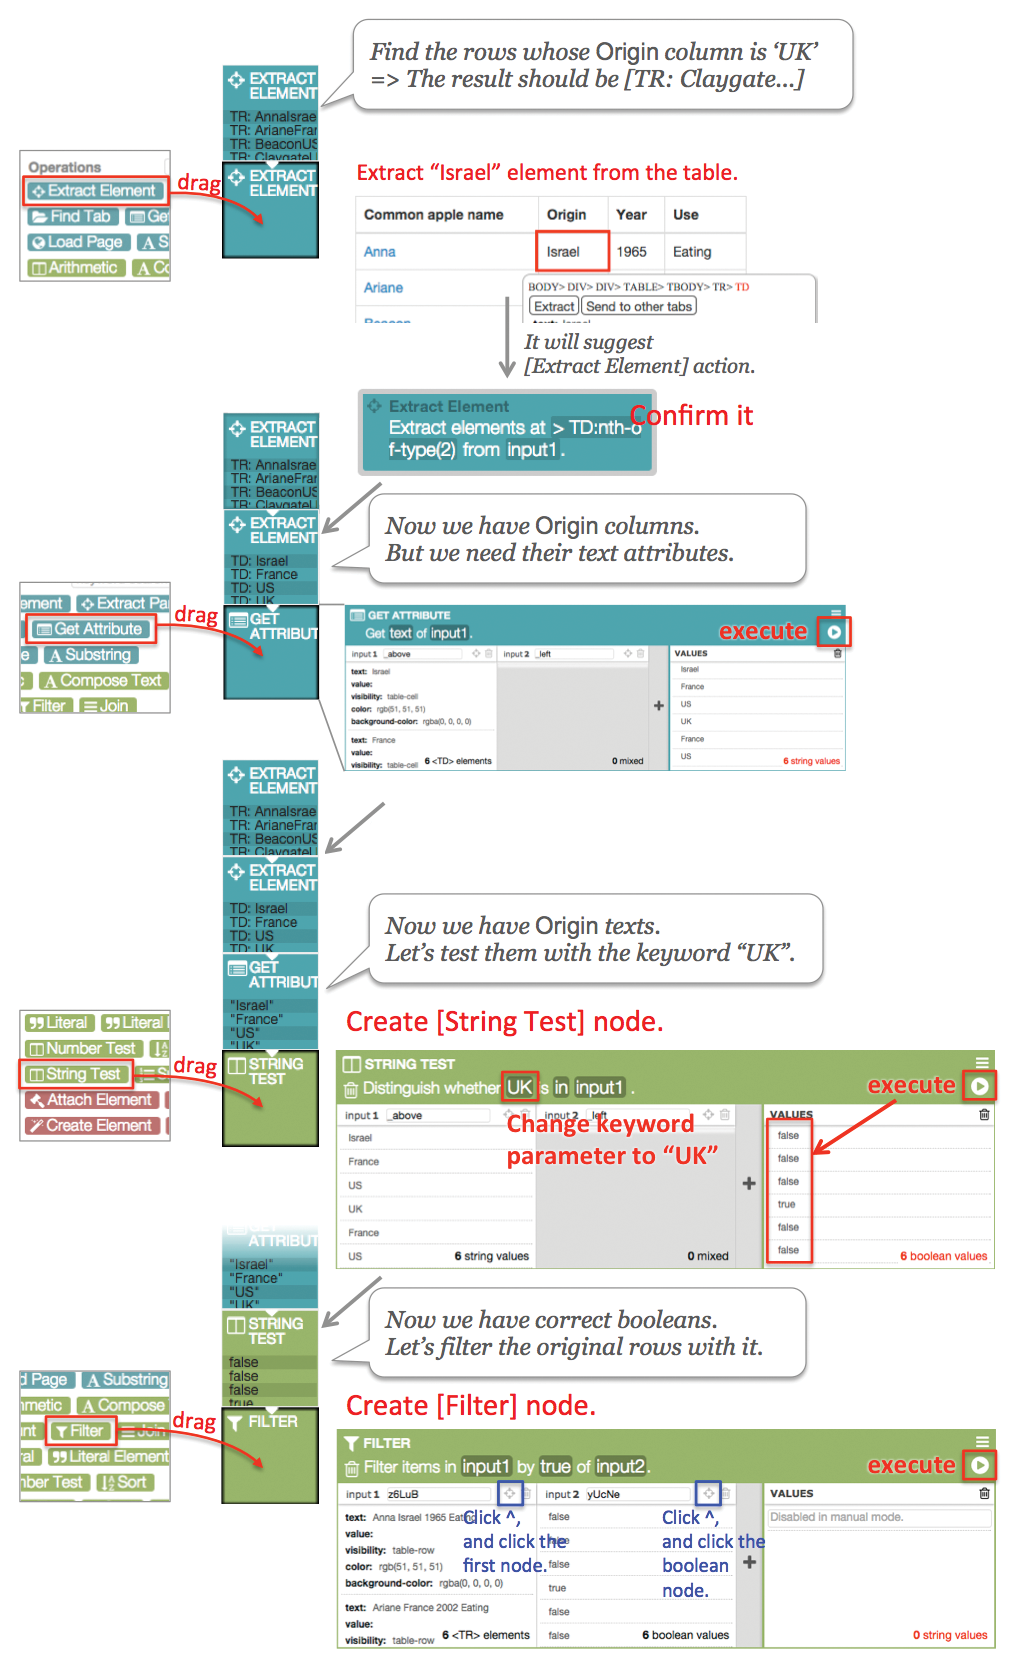 Find the rows whose Origin column is ‘UK’
=> The result should be [TR: Claygate...]
EXTRACT
ELEMENT
TR: AnnaIsrae
TR: ArianeFrar
TR: BeaconUS
TR: Claygatel
Operations
Extract Element
Find Tab
Get
Load Page
A S
Arithmetic
A Co
drag
EXTRACT
ELEMENT
Extract “Israel” element from the table.
Common apple name Origin Year Use
Anna Israel 1965 Eating
Ariane
BODY> DIV> DIV> TABLE> TBODY> TR> TD
Extract Send to other tabs
It will suggest
[Extract Element] action.
Extract Element
Extract elements at > TD:nth-o
f-type(2) from input1.
Confirm it
EXTRACT
ELEMENT
TR: AnnaIsrae
TR: ArianeFrar
TR: BeaconUS
TR: Claygatel
EXTRACT
ELEMENT
TD: Israel
TD: France
TD: US
TD: UK
Now we have Origin columns.
But we need their text attributes.
ement Extract Pa
Get Attribute
e A Substring
c A Compose Text
Filter Join
drag
GET
ATTRIBUT
GET ATTRIBUTE
Get text of input1.
execute
input 1 _above input 2 _left VALUES
text: Israel
value:
visibility: table-cell
color: rgb(51, 51, 51)
background-color: rgba(0, 0, 0, 0)
text: France
value:
visibility: table-cell
6 <TD> elements
0 mixed
Israel
France
US
UK
France
US
6 string values
EXTRACT
ELEMENT
TR: AnnaIsrae
TR: ArianeFrar
TR: BeaconUS
TR: Claygatel
EXTRACT
ELEMENT
TD: Israel
TD: France
TD: US
TD: UK
GET
ATTRIBUT
"Israel"
"France"
"US"
"UK"
Now we have Origin texts.
Let’s test them with the keyword “UK”.
Literal Literal
Number Test
String Test S
Attach Element
Create Element
drag
STRING
TEST
Create [String Test] node.
STRING TEST
Distinguish whether UK is in input1.
execute
input 1 _above input 2 _left VALUES
Change keyword
parameter to “UK”
Israel
France
US
UK
France
US
6 string values
0 mixed
false
false
false
true
false
false
6 boolean values
GET
ATTRIBUT
"Israel"
"France"
"US"
"UK"
STRING
TEST
false
false
false
true
Now we have correct booleans.
Let’s filter the original rows with it.
d Page A Substring
hmetic A Compose
unt Filter Join
ral Literal Element
mber Test Sort
drag
FILTER
Create [Filter] node.
FILTER
Filter items in input1 by true of input2.
execute
input 1 z6LuB input 2 yUcNe VALUES
text: Anna Israel 1965 Eating
value:
visibility: table-row
color: rgb(51, 51, 51)
background-color: rgba(0, 0, 0, 0)
text: Ariane France 2002 Eating
value:
visibility: table-row
6 <TR> elements
Click ^,
and click the
first node.
false
false
false
true
false
false
6 boolean values
Click ^,
and click the
boolean
node.
Disabled in manual mode.
0 string values